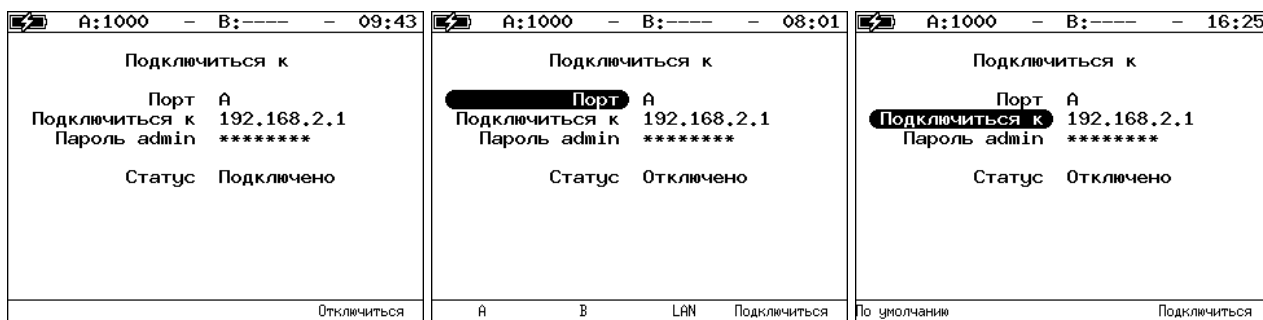 A:1000 – B:---- – 09:43
Подключиться к
Порт A
Подключиться к 192.168.2.1
Пароль admin ********
Статус Подключено
Отключиться
A:1000 – B:---- – 08:01
Подключиться к
Порт A
Подключиться к 192.168.2.1
Пароль admin ********
Статус Отключено
A B LAN Подключиться
A:1000 – B:---- – 16:25
Подключиться к
Порт A
Подключиться к 192.168.2.1
Пароль admin ********
Статус Отключено
По умолчанию Подключиться